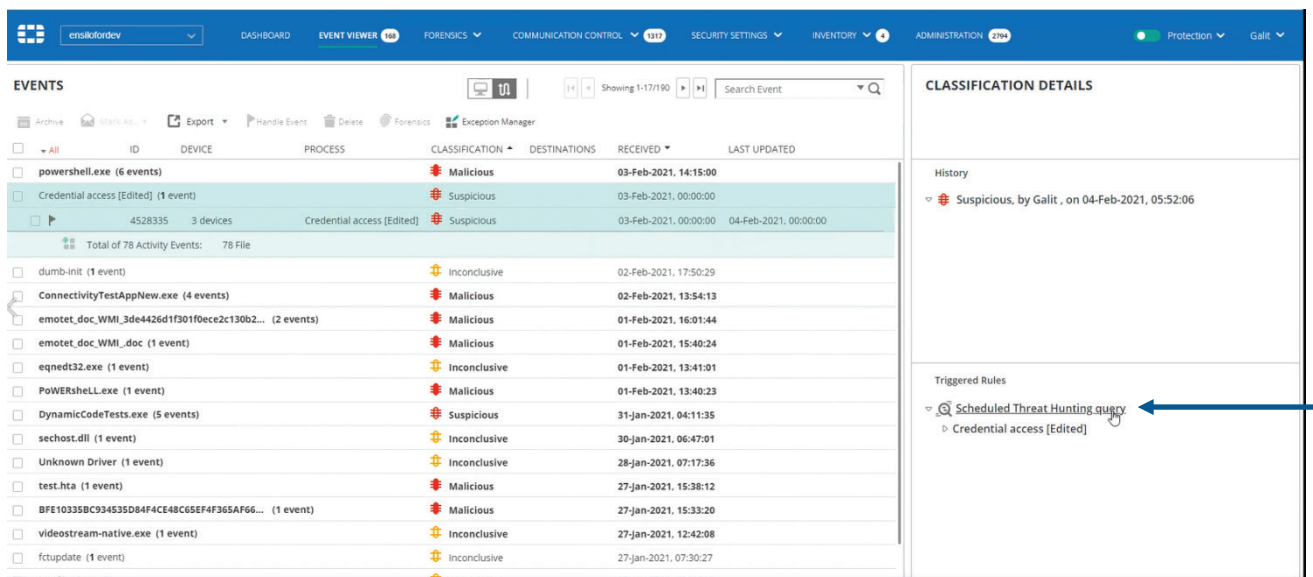 ensilofordev DASHBOARD EVENT VIEWER 168 FORENSICS COMMUNICATION CONTROL 1317 SECURITY SETTINGS INVENTORY 4 ADMINISTRATION 2794 Protection Galit
EVENTS Showing 1-17/190 Search Event
Archive Mark As... Export Handle Event Delete Forensics Exception Manager
All ID DEVICE PROCESS CLASSIFICATION DESTINATIONS RECEIVED LAST UPDATED
powershell.exe (6 events) Malicious 03-Feb-2021, 14:15:00
Credential access [Edited] (1 event) Suspicious 03-Feb-2021, 00:00:00
4528335 3 devices Credential access [Edited] Suspicious 03-Feb-2021, 00:00:00 04-Feb-2021, 00:00:00
Total of 78 Activity Events: 78 File
dumb-init (1 event) Inconclusive 02-Feb-2021, 17:50:29
ConnectivityTestAppNew.exe (4 events) Malicious 02-Feb-2021, 13:54:13
emotet_doc_WMI_3de4426d1f301f0ece2c130b2... (2 events) Malicious 01-Feb-2021, 16:01:44
emotet_doc_WMI_.doc (1 event) Malicious 01-Feb-2021, 15:40:24
eqnedt32.exe (1 event) Inconclusive 01-Feb-2021, 13:41:01
PoWERsheLL.exe (1 event) Malicious 01-Feb-2021, 13:40:23
DynamicCodeTests.exe (5 events) Suspicious 31-Jan-2021, 04:11:35
sechost.dll (1 event) Inconclusive 30-Jan-2021, 06:47:01
Unknown Driver (1 event) Inconclusive 28-Jan-2021, 07:17:36
test.hta (1 event) Malicious 27-Jan-2021, 15:38:12
BFE10335BC934535D84F4CE48C65EF4F365AF66... (1 event) Malicious 27-Jan-2021, 15:33:20
videostream-native.exe (1 event) Inconclusive 27-Jan-2021, 12:42:08
fctupdate (1 event) Inconclusive 27-Jan-2021, 07:30:27
CLASSIFICATION DETAILS
History
Suspicious, by Galit , on 04-Feb-2021, 05:52:06
Triggered Rules
Scheduled Threat Hunting query
Credential access [Edited]